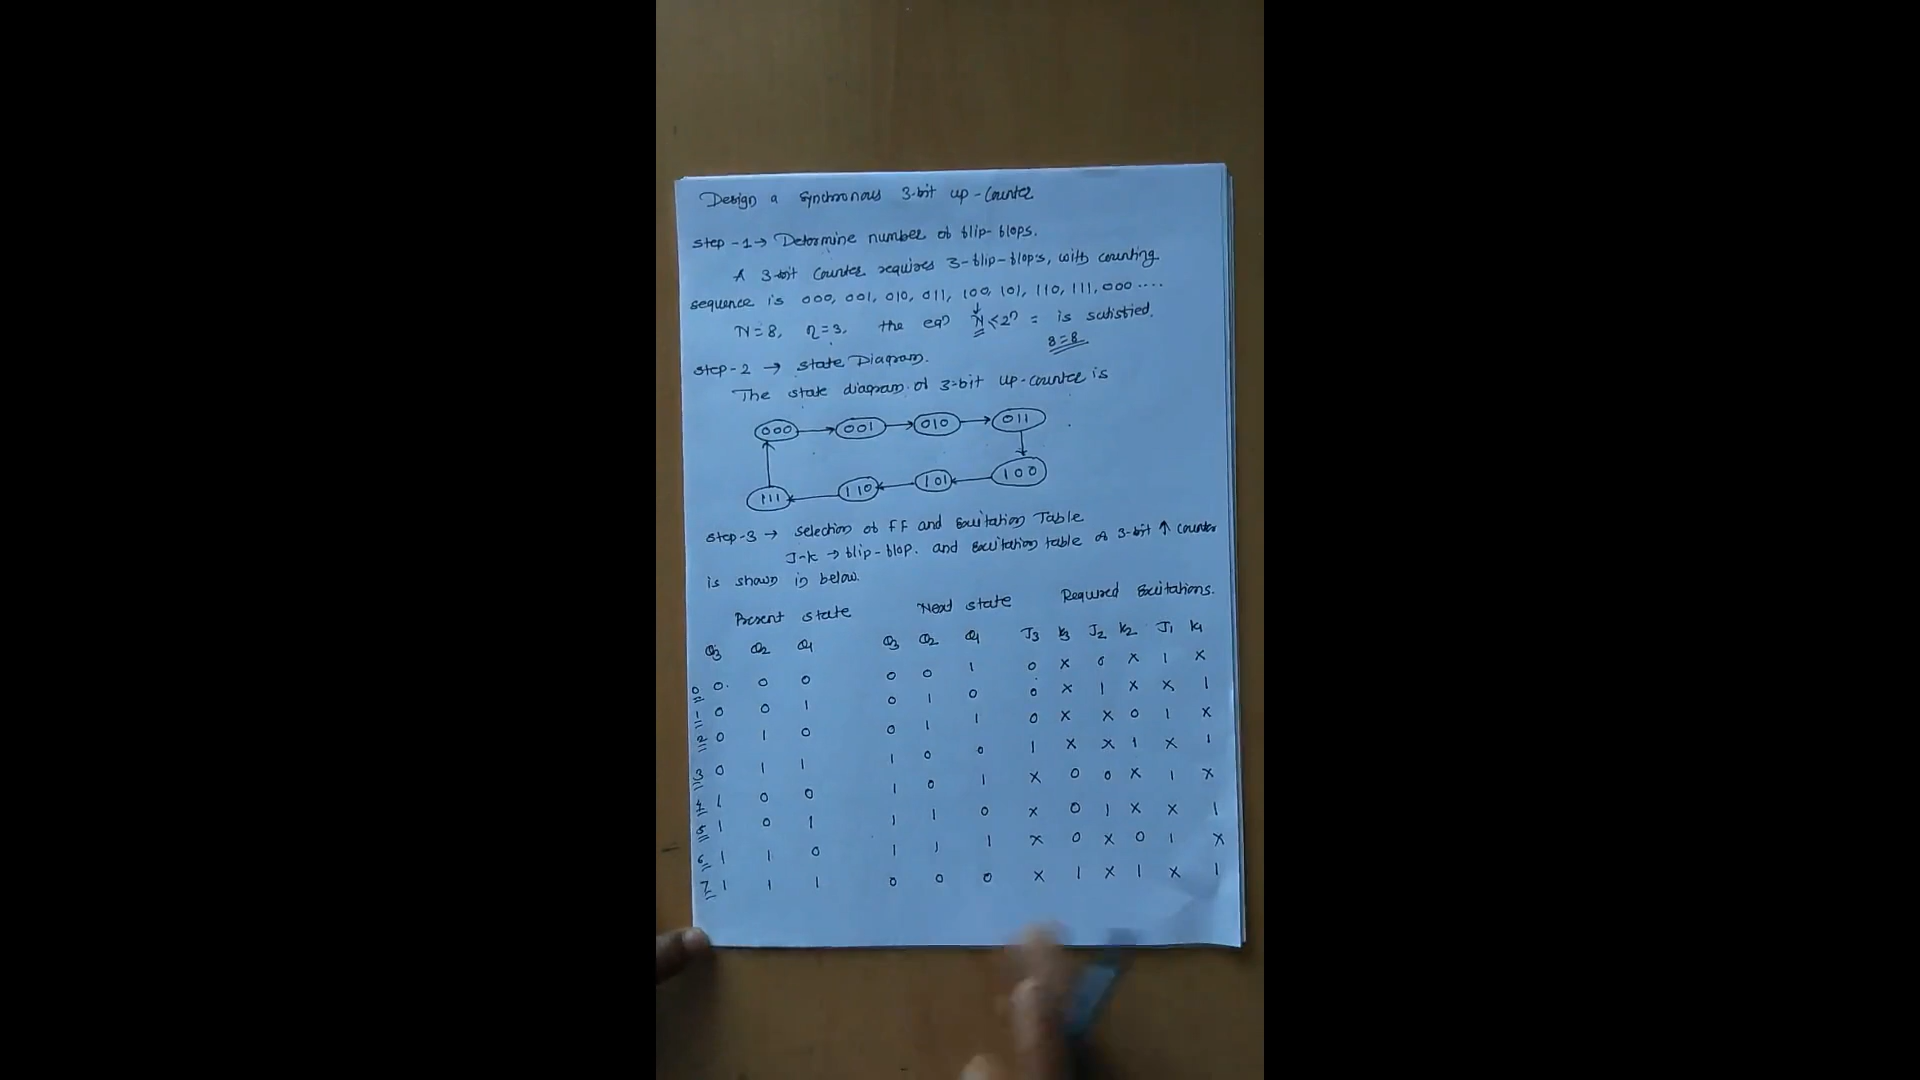 Design a Synchronous 3-bit up-Counter
Step-1→ Determine number of flip-flops.
A 3-bit Counter requires 3-flip-flops, with counting
sequence is 000, 001, 010, 011, 100, 101, 110, 111, 000 ....
N=8, n=3, the eqn N≤2n = is satisfied.
8=8
Step-2 → State Diagram.
The state diagram of 3-bit up-counter is
000 001 010 011
111 110 101 100
Step-3 → Selection of FF and Excitation Table
J-K → flip-flop. and Excitation table of 3-bit ↑ counter
is shown in below.
Present state Next state Required Excitations.
Q3 Q2 Q1 Q3 Q2 Q1 J3 K3 J2 K2 J1 K1
0 0 0 0 0 0 1 0 x 0 x 1 x
1 0 0 1 0 1 0 0 x 1 x x 1
2 0 1 0 0 1 1 0 x x 0 1 x
3 0 1 1 1 0 0 1 x x 1 x 1
4 1 0 0 1 0 1 x 0 0 x 1 x
5 1 0 1 1 1 0 x 0 1 x x 1
6 1 1 0 1 1 1 x 0 x 0 1 x
7 1 1 1 0 0 0 x 1 x 1 x 1